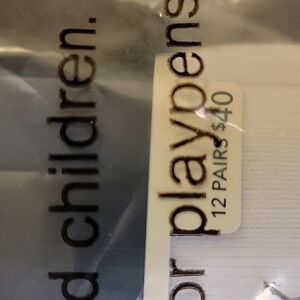 d children.
or playpens
12 PAIRS $40